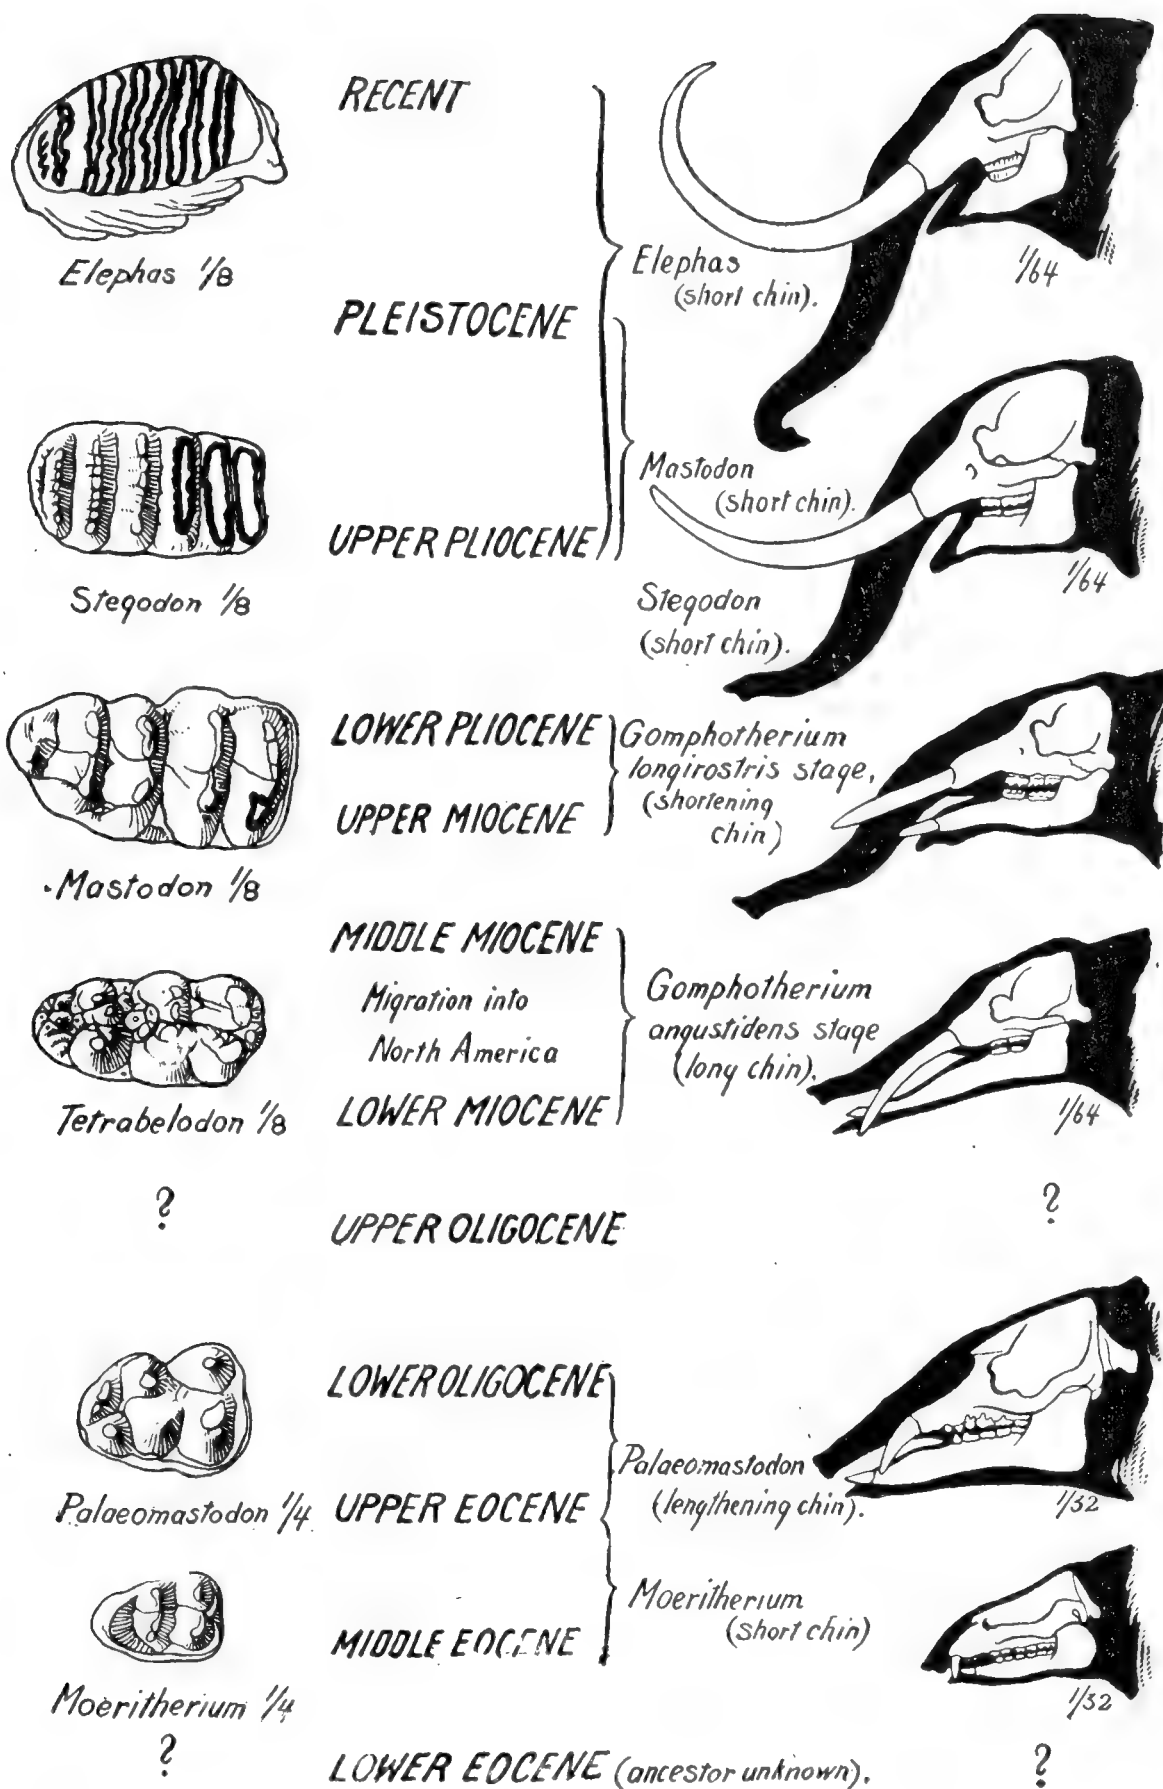 RECENT
Elephas 1/8
Elephas
(short chin).
1/64
PLEISTOCENE
Mastodon
(short chin).
UPPER PLIOCENE
1/64
Stegodon 1/8
Stegodon
(short chin).
LOWER PLIOCENE
Gomphotherium
longirostris stage,
(shortening
chin)
UPPER MIOCENE
Mastodon 1/8
MIDDLE MIOCENE
Migration into
North America
Gomphotherium
angustidens stage
(long chin).
LOWER MIOCENE
Tetrabelodon 1/8
1/64
?
?
UPPER OLIGOCENE
LOWER OLIGOCENE
Palaeomastodon
(lengthening chin).
Palaeomastodon 1/4
UPPER EOCENE
1/32
Moeritherium
(short chin)
MIDDLE EOCENE
Moeritherium 1/4
1/32
?
?
LOWER EOCENE (ancestor unknown).